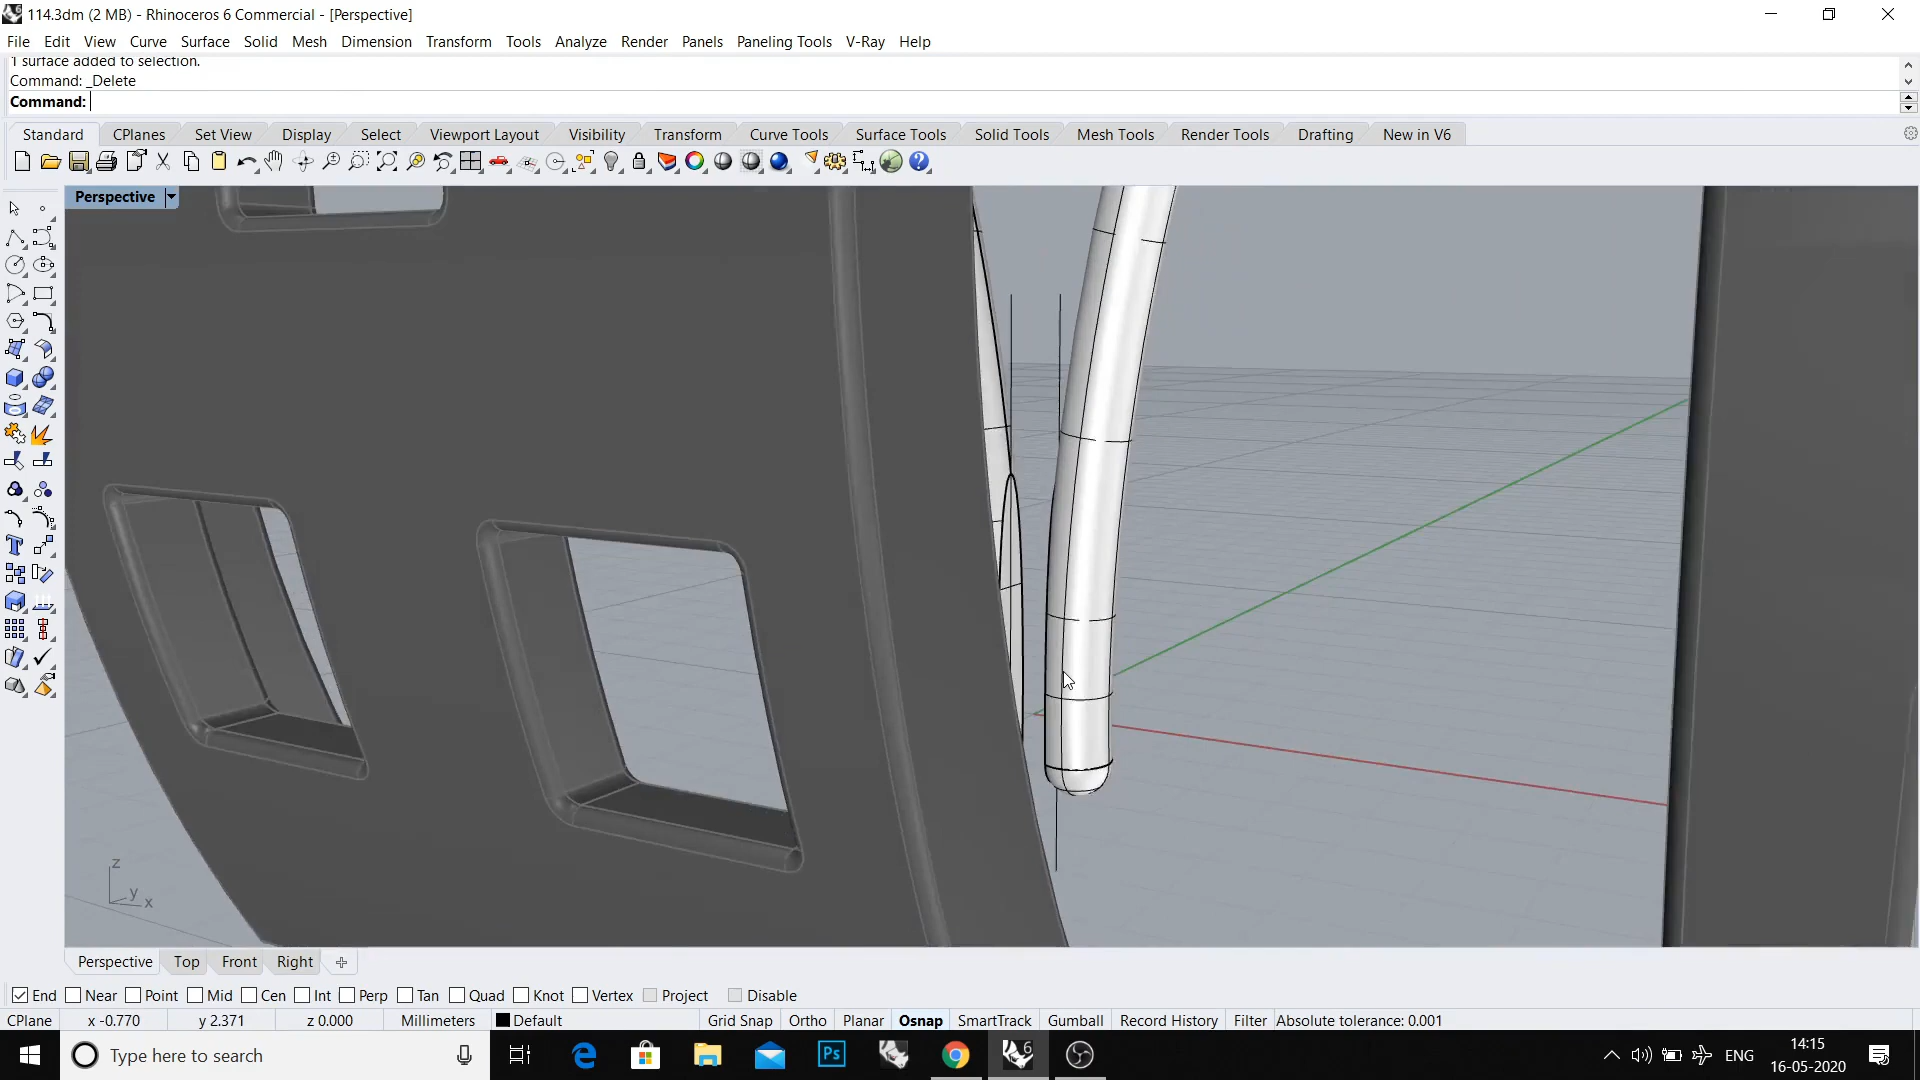 114.3dm (2 MB) - Rhinoceros 6 Commercial - [Perspective]
File Edit View Curve Surface Solid Mesh Dimension Transform Tools Analyze Render Panels Paneling Tools V-Ray Help
1 surface added to selection.
Command: _Delete
Command:
Standard CPlanes Set View Display Select Viewport Layout Visibility Transform Curve Tools Surface Tools Solid Tools Mesh Tools Render Tools Drafting New in V6
Perspective
z
y
x
Perspective Top Front Right
End Near Point Mid Cen Int Perp Tan Quad Knot Vertex Project Disable
CPlane x -0.770 y 2.371 z 0.000 Millimeters Default Grid Snap Ortho Planar Osnap SmartTrack Gumball Record History Filter Absolute tolerance: 0.001
Type here to search
Ps
6
ENG
14:15
16-05-2020